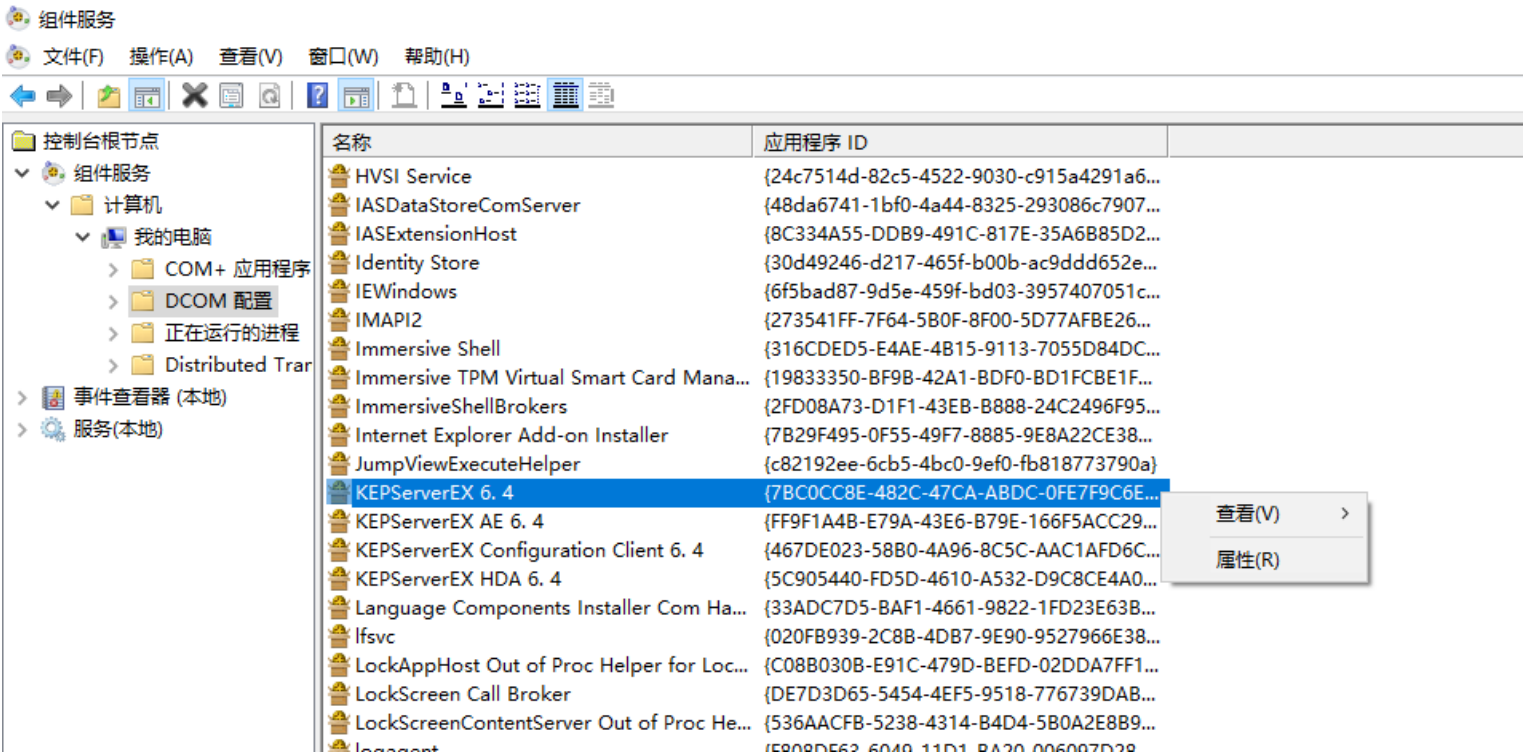 组件服务
文件(F) 操作(A) 查看(V) 窗口(W) 帮助(H)
控制台根节点
组件服务
计算机
我的电脑
COM+ 应用程序
DCOM 配置
正在运行的进程
Distributed Tran
事件查看器 (本地)
服务(本地)
名称 应用程序 ID
HVSI Service {24c7514d-82c5-4522-9030-c915a4291a6...
IASDataStoreComServer {48da6741-1bf0-4a44-8325-293086c7907...
IASExtensionHost {8C334A55-DDB9-491C-817E-35A6B85D2...
Identity Store {30d49246-d217-465f-b00b-ac9ddd652e...
IEWindows {6f5bad87-9d5e-459f-bd03-3957407051c...
IMAPI2 {273541FF-7F64-5B0F-8F00-5D77AFBE26...
Immersive Shell {316CDED5-E4AE-4B15-9113-7055D84DC...
Immersive TPM Virtual Smart Card Mana... {19833350-BF9B-42A1-BDF0-BD1FCBE1F...
ImmersiveShellBrokers {2FD08A73-D1F1-43EB-B888-24C2496F95...
Internet Explorer Add-on Installer {7B29F495-0F55-49F7-8885-9E8A22CE38...
JumpViewExecuteHelper {c82192ee-6cb5-4bc0-9ef0-fb818773790a}
KEPServerEX 6.4 {7BC0CC8E-482C-47CA-ABDC-0FE7F9C6E...
KEPServerEX AE 6.4 {FF9F1A4B-E79A-43E6-B79E-166F5ACC29...
KEPServerEX Configuration Client 6.4 {467DE023-58B0-4A96-8C5C-AAC1AFD6C...
KEPServerEX HDA 6.4 {5C905440-FD5D-4610-A532-D9C8CE4A0...
Language Components Installer Com Ha... {33ADC7D5-BAF1-4661-9822-1FD23E63B...
lfsvc {020FB939-2C8B-4DB7-9E90-9527966E38...
LockAppHost Out of Proc Helper for Loc... {C08B030B-E91C-479D-BEFD-02DDA7FF1...
LockScreen Call Broker {DE7D3D65-5454-4EF5-9518-776739DAB...
LockScreenContentServer Out of Proc He... {536AACFB-5238-4314-B4D4-5B0A2E8B9...
logagent {F808DF63-6049-11D1-BA20-006097D28...
查看(V)
属性(R)